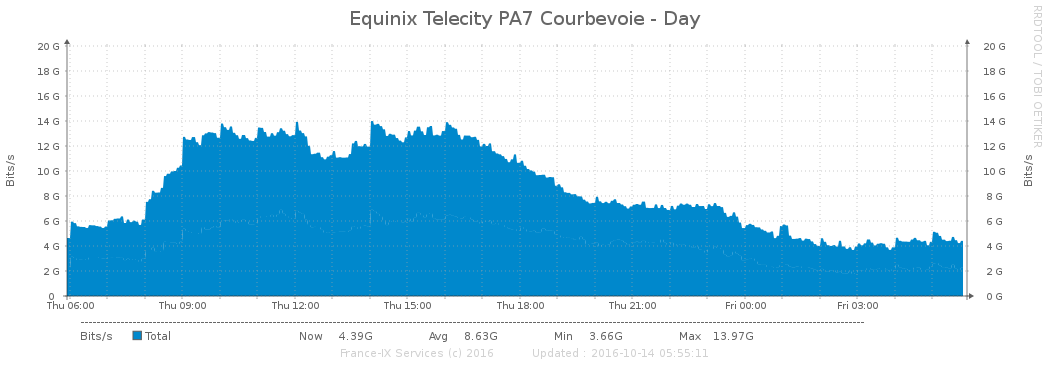 Equinix Telecity PA7 Courbevoie - Day
RRDTOOL / TOBI OETIKER
Bits/s
20 G
18 G
16 G
14 G
12 G
10 G
8 G
6 G
4 G
2 G
0
20 G
18 G
16 G
14 G
12 G
10 G
8 G
6 G
4 G
2 G
0 G
Bits/s
Thu 06:00 Thu 09:00 Thu 12:00 Thu 15:00 Thu 18:00 Thu 21:00 Fri 00:00 Fri 03:00
Bits/s Total Now 4.39G Avg 8.63G Min 3.66G Max 13.97G
France-IX Services (c) 2016 Updated : 2016-10-14 05:55:11